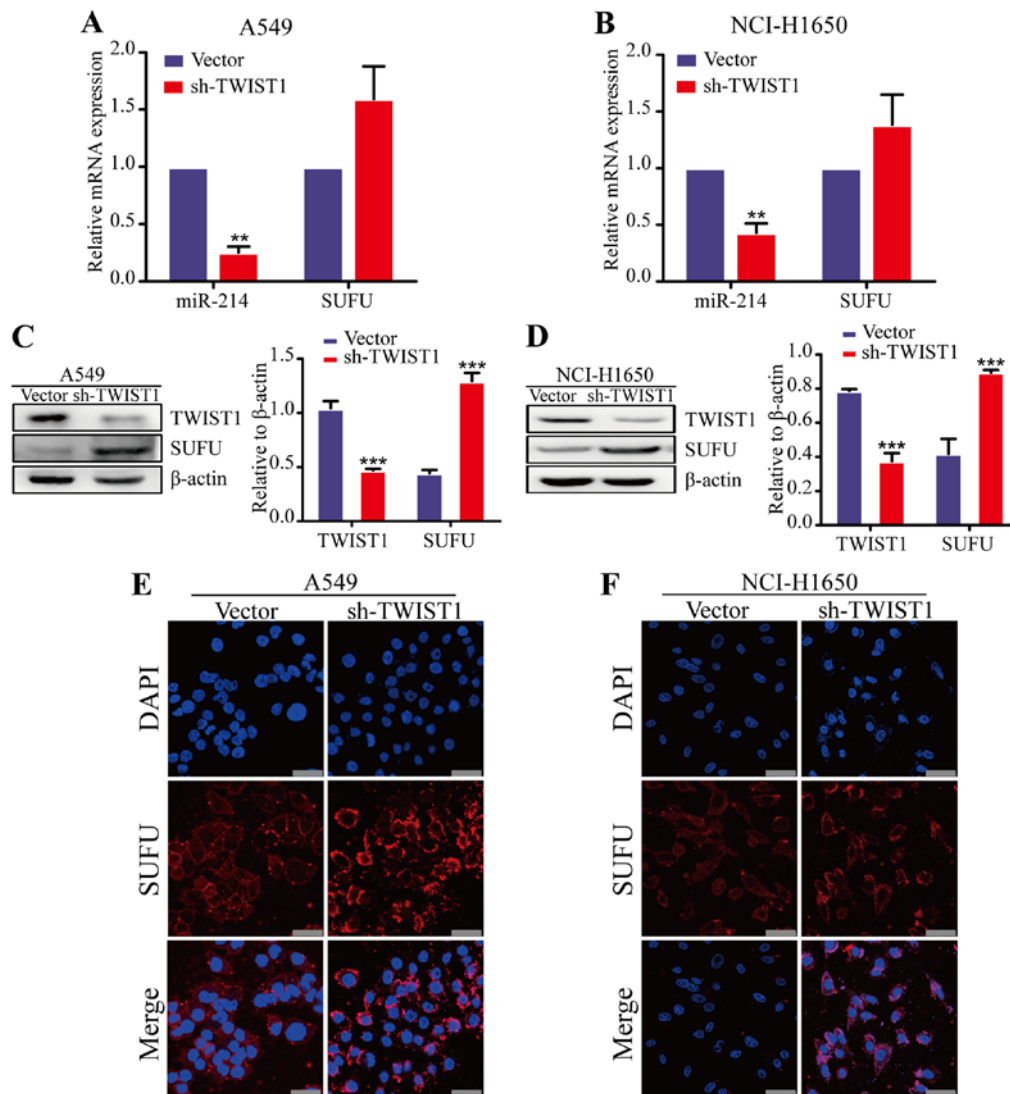 A
A549
Relative mRNA expression
2.0
1.5
1.0
0.5
0.0
Vector
sh-TWIST1
**
miR-214
SUFU
B
NCI-H1650
Relative mRNA expression
2.0
1.5
1.0
0.5
0.0
Vector
sh-TWIST1
**
miR-214
SUFU
C
A549
Vector sh-TWIST1
TWIST1
SUFU
β-actin
Vector
sh-TWIST1
Relative to β-actin
1.5
1.0
0.5
1.0
***
***
TWIST1
SUFU
D
NCI-H1650
Vector sh-TWIST1
TWIST1
SUFU
β-actin
Vector
sh-TWIST1
Relative to β-actin
1.0
0.8
0.6
0.4
0.2
0.0
***
***
TWIST1
SUFU
E
A549
Vector sh-TWIST1
DAPI
SUFU
Merge
F
NCI-H1650
Vector sh-TWIST1
DAPI
SUFU
Merge